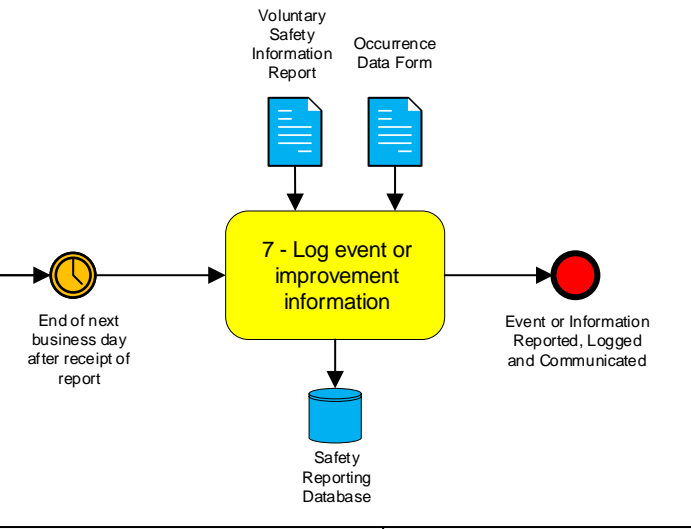 Voluntary
Safety
Information
Report
Occurrence
Data Form
7 - Log event or
improvement
information
End of next
business day
after receipt of
report
Event or Information
Reported, Logged
and Communicated
Safety
Reporting
Database